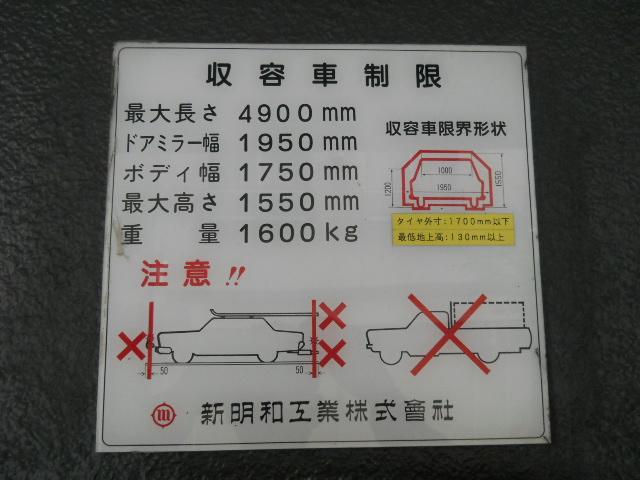 収容車制限
最大長さ 4900mm
ドアミラー幅 1950mm
ボディ幅 1750mm
最大高さ 1550mm
重量 1600kg
収容車限界形状
1000
1950
1200
1550
タイヤ外寸:1700mm以下
最低地上高:130mm以上
注意!!
50
50
新明和工業株式會社